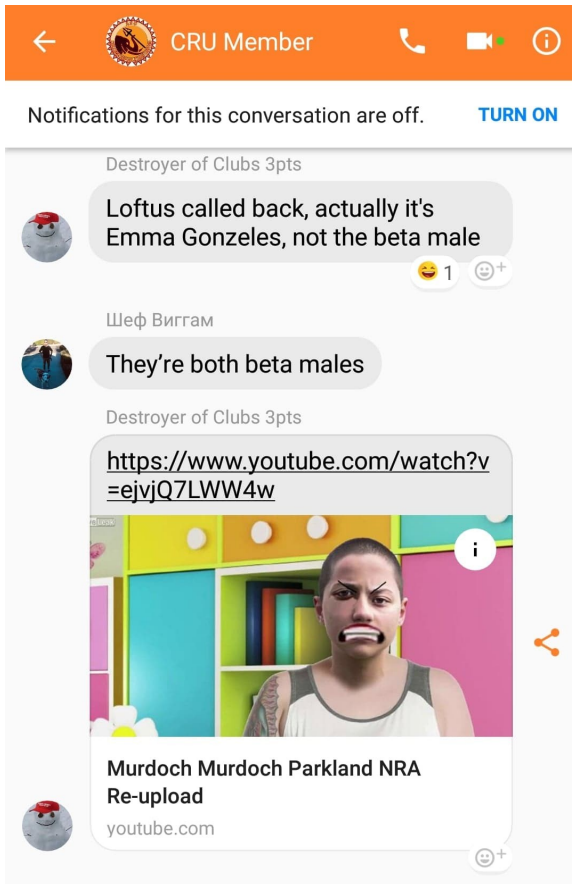 CRU Member
Notifications for this conversation are off. TURN ON
Destroyer of Clubs 3pts
Loftus called back, actually it's
Emma Gonzeles, not the beta male
1
Шеф Виггам
They're both beta males
Destroyer of Clubs 3pts
https://www.youtube.com/watch?v
=ejvjQ7LWW4w
Murdoch Murdoch Parkland NRA
Re-upload
youtube.com